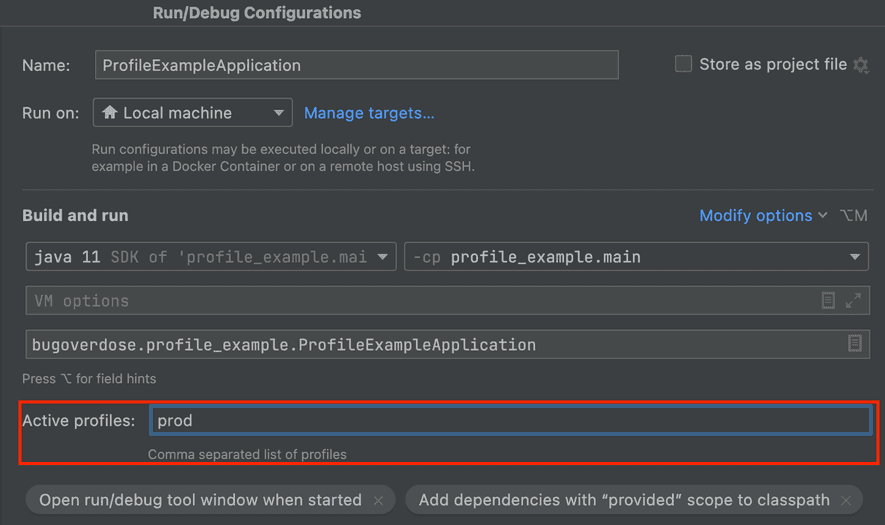 Run/Debug Configurations
Name: ProfileExampleApplication Store as project file
Run on: Local machine Manage targets...
Run configurations may be executed locally or on a target: for
example in a Docker Container or on a remote host using SSH.
Build and run Modify options ⌥M
java 11 SDK of 'profile_example.mai -cp profile_example.main
VM options
bugoverdose.profile_example.ProfileExampleApplication
Press ⌥ for field hints
Active profiles: prod
Comma separated list of profiles
Open run/debug tool window when started × Add dependencies with “provided” scope to classpath ×